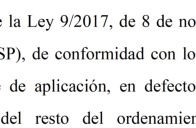 e la Ley 9/2017, de 8 de no
SP), de conformidad con lo
e de aplicación, en defecto
del resto del ordenamien